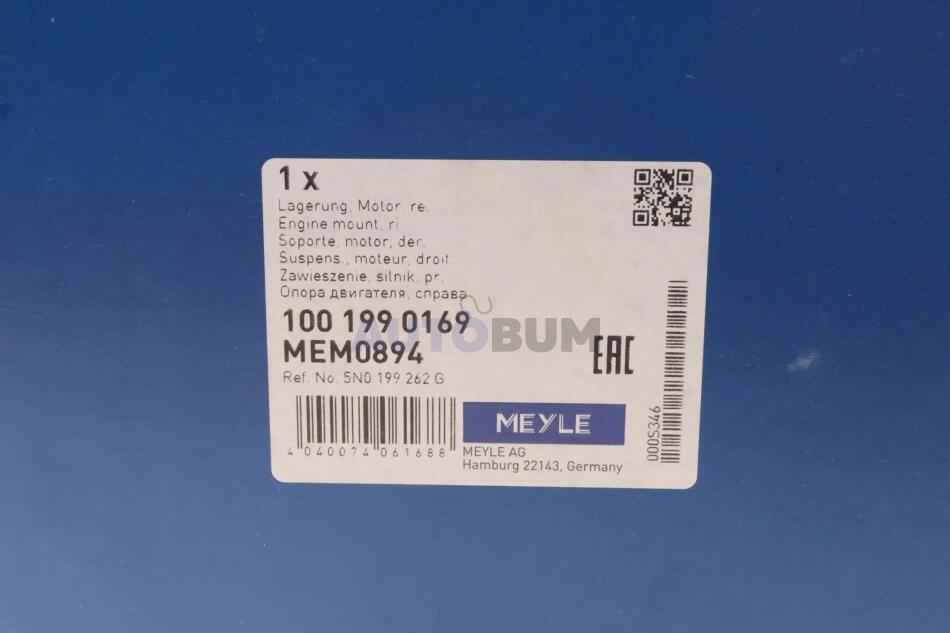 1 x
Lagerung, Motor, re.
Engine mount, ri.
Soporte, motor, der.
Suspens., moteur, droit.
Zawieszenie, silnik, pr.
Опора двигателя, справа
100 199 0169
AUTOBUM
MEM0894
EAC
Ref. No. 5N0 199 262 G
MEYLE
4 040074 061688
MEYLE AG
Hamburg 22143, Germany
000S346